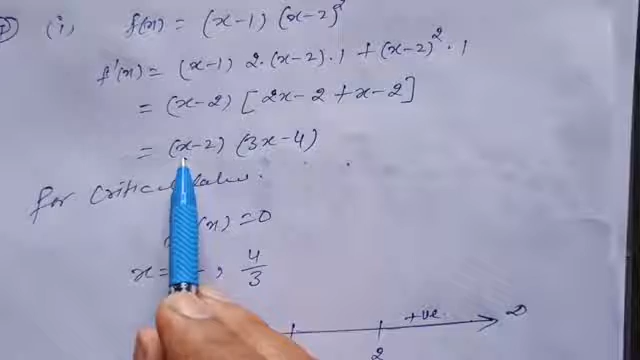 (i) f(x) = (x-1) (x-2)²
f'(x) = (x-1) 2·(x-2)·1 + (x-2)²·1
= (x-2) [2x-2+x-2]
= (x-2) (3x-4)
for critical
(x) = 0
x = , 4/3
+ve ∞
2